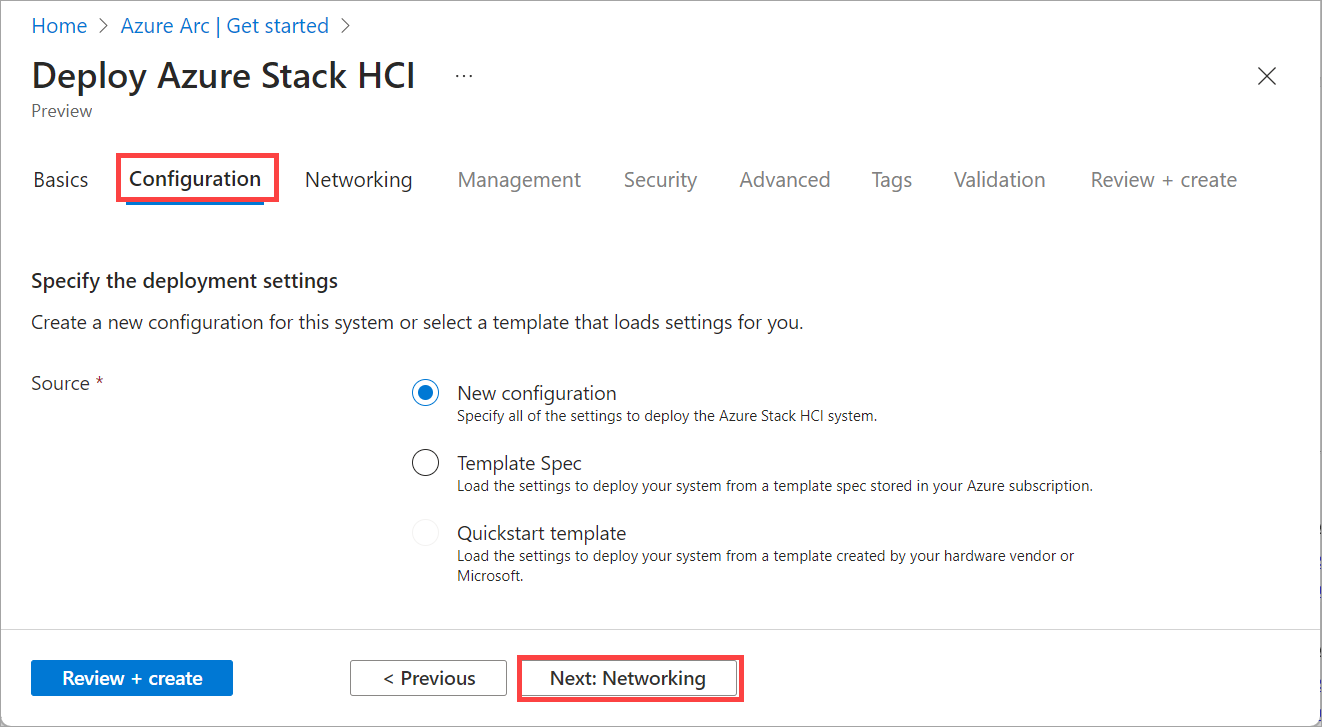 Home > Azure Arc | Get started >
Deploy Azure Stack HCI ...
Preview
Basics Configuration Networking Management Security Advanced Tags Validation Review + create
Specify the deployment settings
Create a new configuration for this system or select a template that loads settings for you.
Source *
New configuration
Specify all of the settings to deploy the Azure Stack HCI system.
Template Spec
Load the settings to deploy your system from a template spec stored in your Azure subscription.
Quickstart template
Load the settings to deploy your system from a template created by your hardware vendor or
Microsoft.
Review + create < Previous Next: Networking